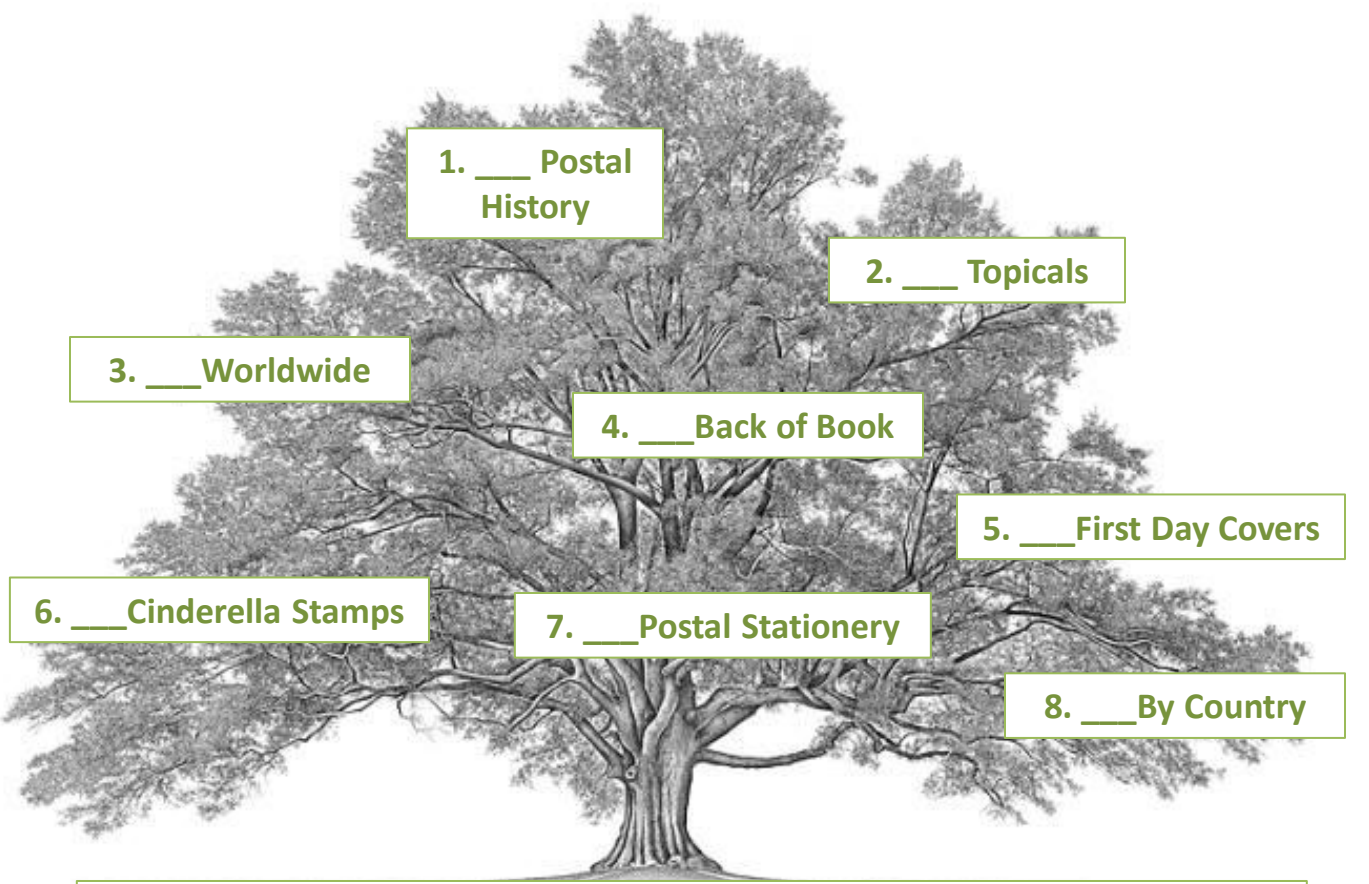 1. ___ Postal
History
2. ___ Topicals
3. ___Worldwide
4. ___Back of Book
5. ___First Day Covers
6. ___Cinderella Stamps
7. ___Postal Stationery
8. ___By Country